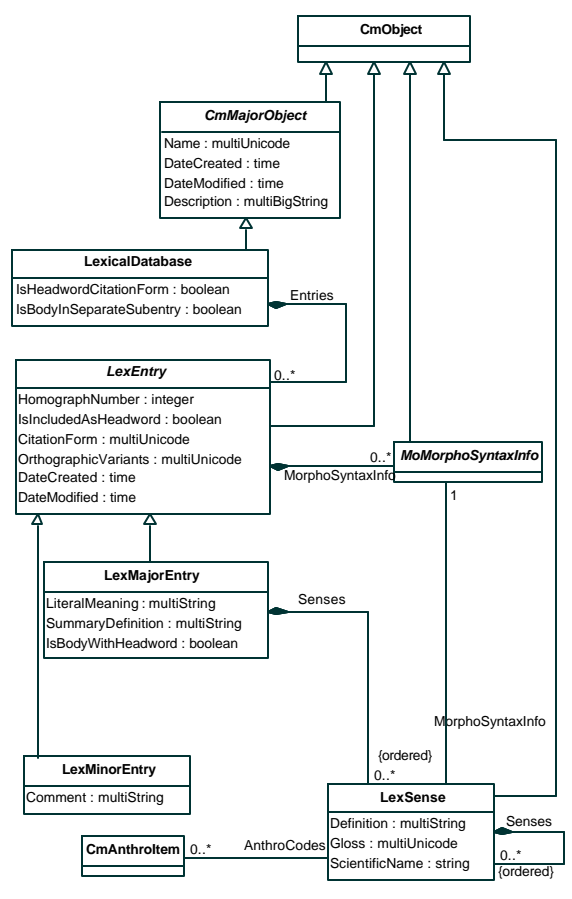 CmObject
CmMajorObject
Name : multiUnicode
DateCreated : time
DateModified : time
Description : multiBigString
LexicalDatabase
IsHeadwordCitationForm : boolean
IsBodyInSeparateSubentry : boolean
Entries
0..*
LexEntry
HomographNumber : integer
IsIncludedAsHeadword : boolean
CitationForm : multiUnicode
OrthographicVariants : multiUnicode
DateCreated : time
DateModified : time
0..*
MorphoSyntaxInfo
MoMorphoSyntaxInfo
1
LexMajorEntry
LiteralMeaning : multiString
SummaryDefinition : multiString
IsBodyWithHeadword : boolean
Senses
MorphoSyntaxInfo
{ordered}
0..*
LexMinorEntry
Comment : multiString
LexSense
Definition : multiString
Gloss : multiUnicode
ScientificName : string
Senses
0..*
{ordered}
CmAnthroItem
0..*
AnthroCodes